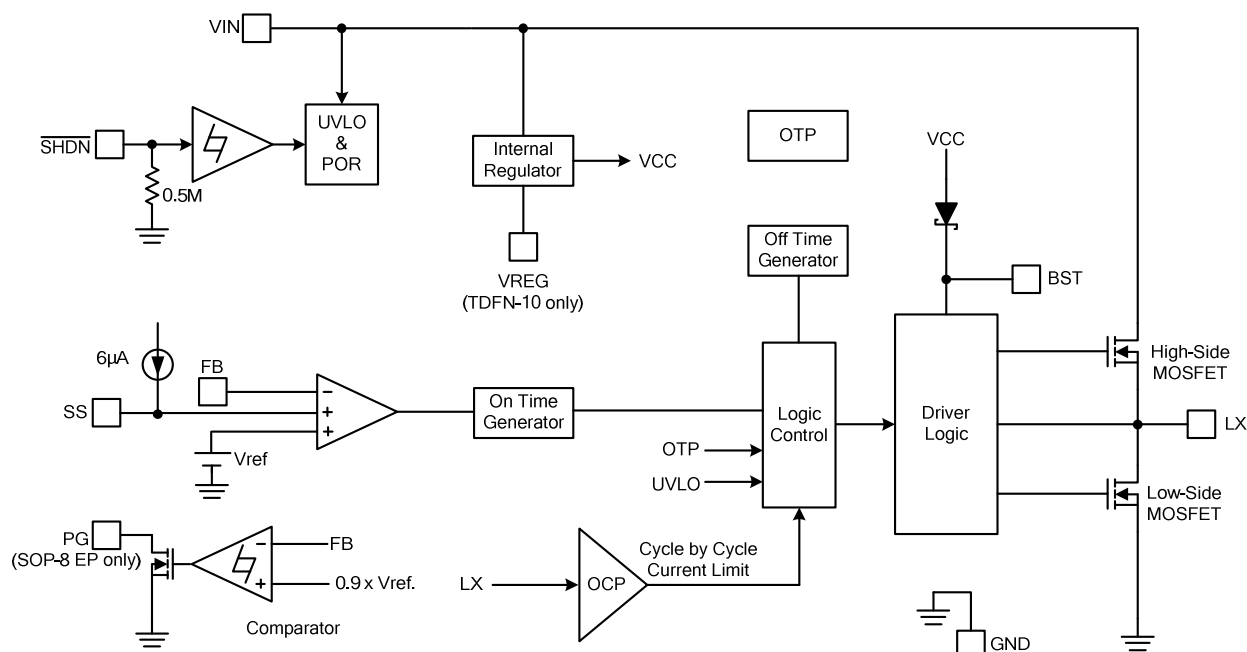 VIN
SHDN
0.5M
UVLO
&
POR
Internal
Regulator
VCC
VREG
(TDFN-10 only)
OTP
Off Time
Generator
VCC
BST
6µA
FB
SS
−
+
+
Vref
On Time
Generator
Logic
Control
OTP
UVLO
Driver
Logic
High-Side
MOSFET
LX
Low-Side
MOSFET
PG
(SOP-8 EP only)
−
+
FB
0.9 x Vref.
Comparator
LX
OCP
Cycle by Cycle
Current Limit
GND